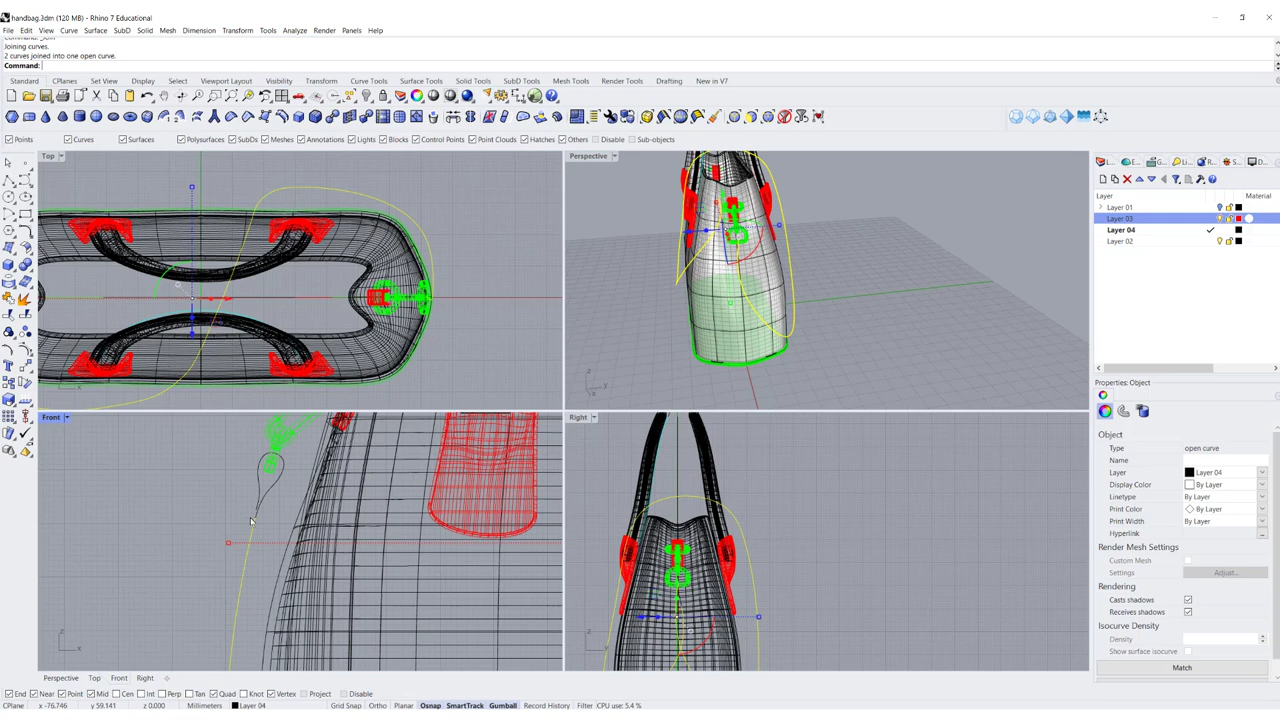 handbag.3dm (120 MB) - Rhino 7 Educational
File Edit View Curve Surface SubD Solid Mesh Dimension Transform Tools Analyze Render Panels Help
Joining curves.
2 curves joined into one open curve.
Command:
Standard CPlanes Set View Display Select Viewport Layout Visibility Transform Curve Tools Surface Tools Solid Tools SubD Tools Mesh Tools Render Tools Drafting New in V7
Points Curves Surfaces Polysurfaces SubDs Meshes Annotations Lights Blocks Control Points Point Clouds Hatches Others Disable Sub-objects
Top Perspective
Layer Material
Layer 01
Layer 03
Layer 04
Layer 02
x y z
Front Right
Properties: Object
Object
Type open curve
Name
Layer Layer 04
Display Color By Layer
Linetype By Layer
Print Color By Layer
Print Width By Layer
Hyperlink ...
Render Mesh Settings
Custom Mesh
Settings Adjust...
Rendering
Casts shadows
Receives shadows
Isocurve Density
Density
Show surface isocurve
Match
Perspective Top Front Right
End Near Point Mid Cen Int Perp Tan Quad Knot Vertex Project Disable
CPlane x -76.746 y 59.141 z 0.000 Millimeters Layer 04 Grid Snap Ortho Planar Osnap SmartTrack Gumball Record History Filter CPU use: 5.4 %